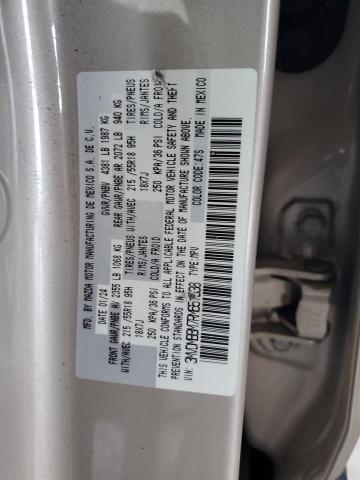 MFD. BY MAZDA MOTOR MANUFACTURING DE MEXICO S.A. DE C.V.
DATE: 01/24 GVWR/PNBV 4381 LB 1987 KG
FRONT GAWR/PNBE AV 2355 LB 1068 KG REAR GAWR/PNBE AR 2072 LB 940 KG
WITH/AVEC 215/55R18 95H TIRES/PNEUS WITH/AVEC 215/55R18 95H TIRES/PNEUS
18X7J RIMS/JANTES 18X7J RIMS/JANTES
250 KPA/36 PSI COLD/A FROID 250 KPA/36 PSI COLD/A FROID
THIS VEHICLE CONFORMS TO ALL APPLICABLE FEDERAL MOTOR VEHICLE SAFETY AND THEFT
PREVENTION STANDARDS IN EFFECT ON THE DATE OF MANUFACTURE SHOWN ABOVE.
VIN: TYPE: MPV COLOR CODE: 47S MADE IN MEXICO